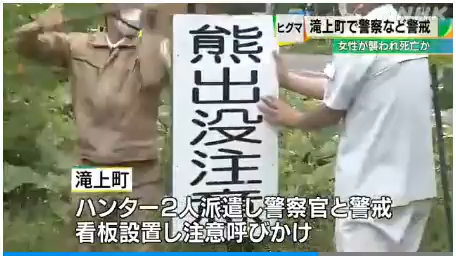 NHK
ヒグマ
滝上町で警察など警戒
女性が襲われ死亡か
熊出没注意
滝上町
ハンター2人派遣し警察官と警戒
看板設置し注意呼びかけ